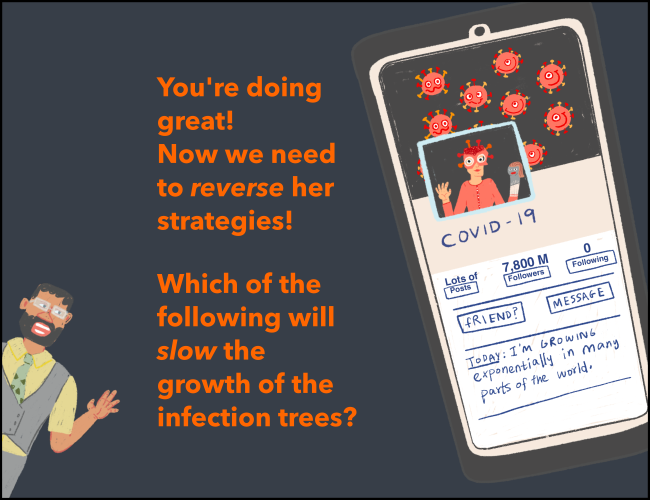 You're doing
great!
Now we need
to reverse her
strategies!
Which of the
following will
slow the
growth of the
infection trees?
COVID-19
Lots of
Posts
7,800 M
Followers
0
Following
FRIEND?
MESSAGE
TODAY: I'M GROWING
exponentially in many
parts of the world.